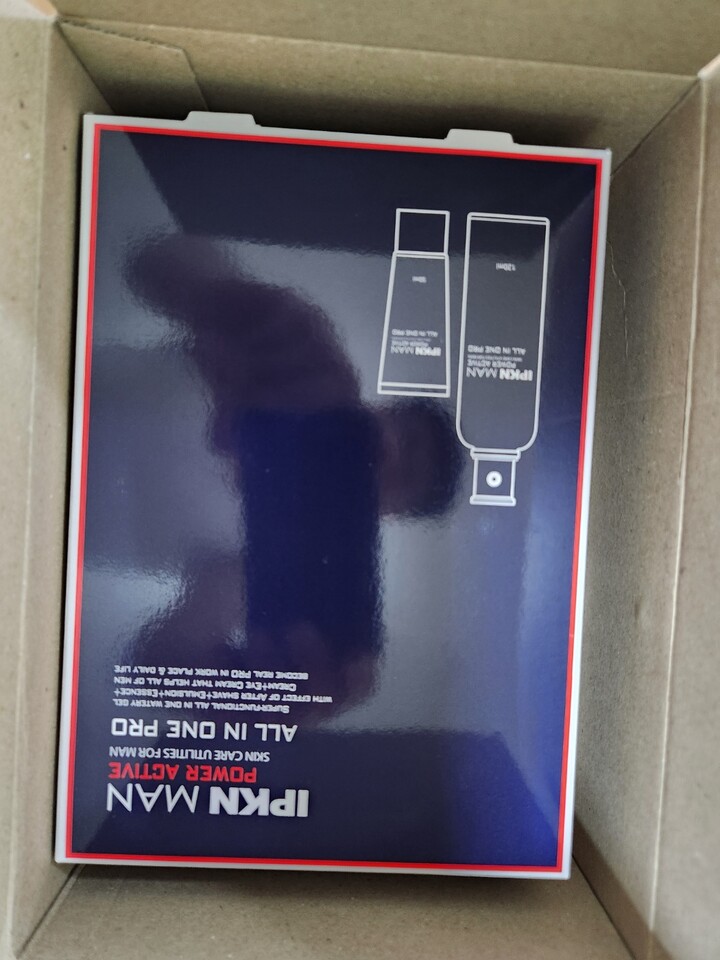 IPKN MAN
POWER ACTIVE
SKIN CARE UTILITIES FOR MAN
ALL IN ONE PRO
SUPER-FUNCTIONAL ALL IN ONE WATERY GEL
WITH EFFECT OF AFTER SHAVE+EMULSION+ESSENCE+
CREAM+EYE CREAM THAT HELPS ALL OF MEN
BECOME REAL PRO IN WORK PLACE & DAILY LIFE
IPKN MAN
POWER ACTIVE
ALL IN ONE PRO
120ml
IPKN MAN
POWER ACTIVE
ALL IN ONE PRO
50ml